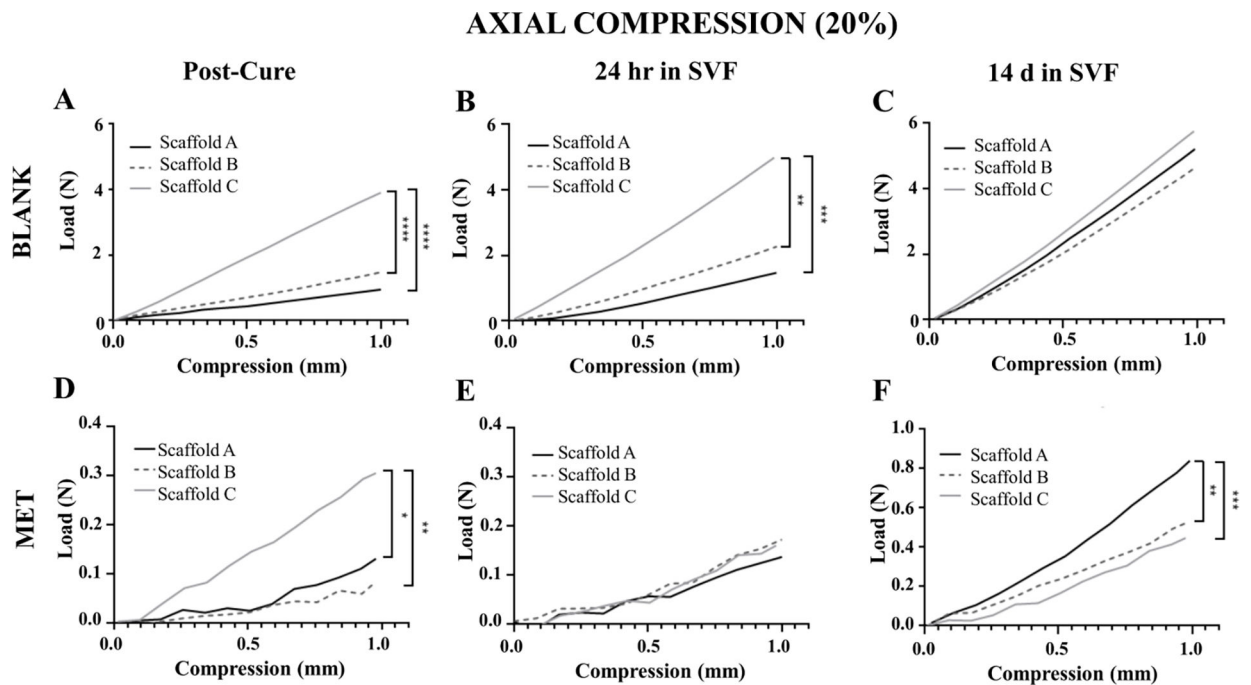 AXIAL COMPRESSION (20%)
Post-Cure
24 hr in SVF
14 d in SVF
BLANK
A
6
4
2
0
Load (N)
Scaffold A
Scaffold B
Scaffold C
****
****
0.0
0.5
1.0
Compression (mm)
B
6
4
2
0
Load (N)
Scaffold A
Scaffold B
Scaffold C
**
***
0.0
0.5
1.0
Compression (mm)
C
6
4
2
0
Load (N)
Scaffold A
Scaffold B
Scaffold C
0.0
0.5
1.0
Compression (mm)
MET
D
0.4
0.3
0.2
0.1
0.0
Load (N)
Scaffold A
Scaffold B
Scaffold C
*
**
0.0
0.5
1.0
Compression (mm)
E
0.4
0.3
0.2
0.1
0.0
Load (N)
Scaffold A
Scaffold B
Scaffold C
0.0
0.5
1.0
Compression (mm)
F
1.0
0.8
0.6
0.4
0.2
0.0
Load (N)
Scaffold A
Scaffold B
Scaffold C
**
***
0.0
0.5
1.0
Compression (mm)